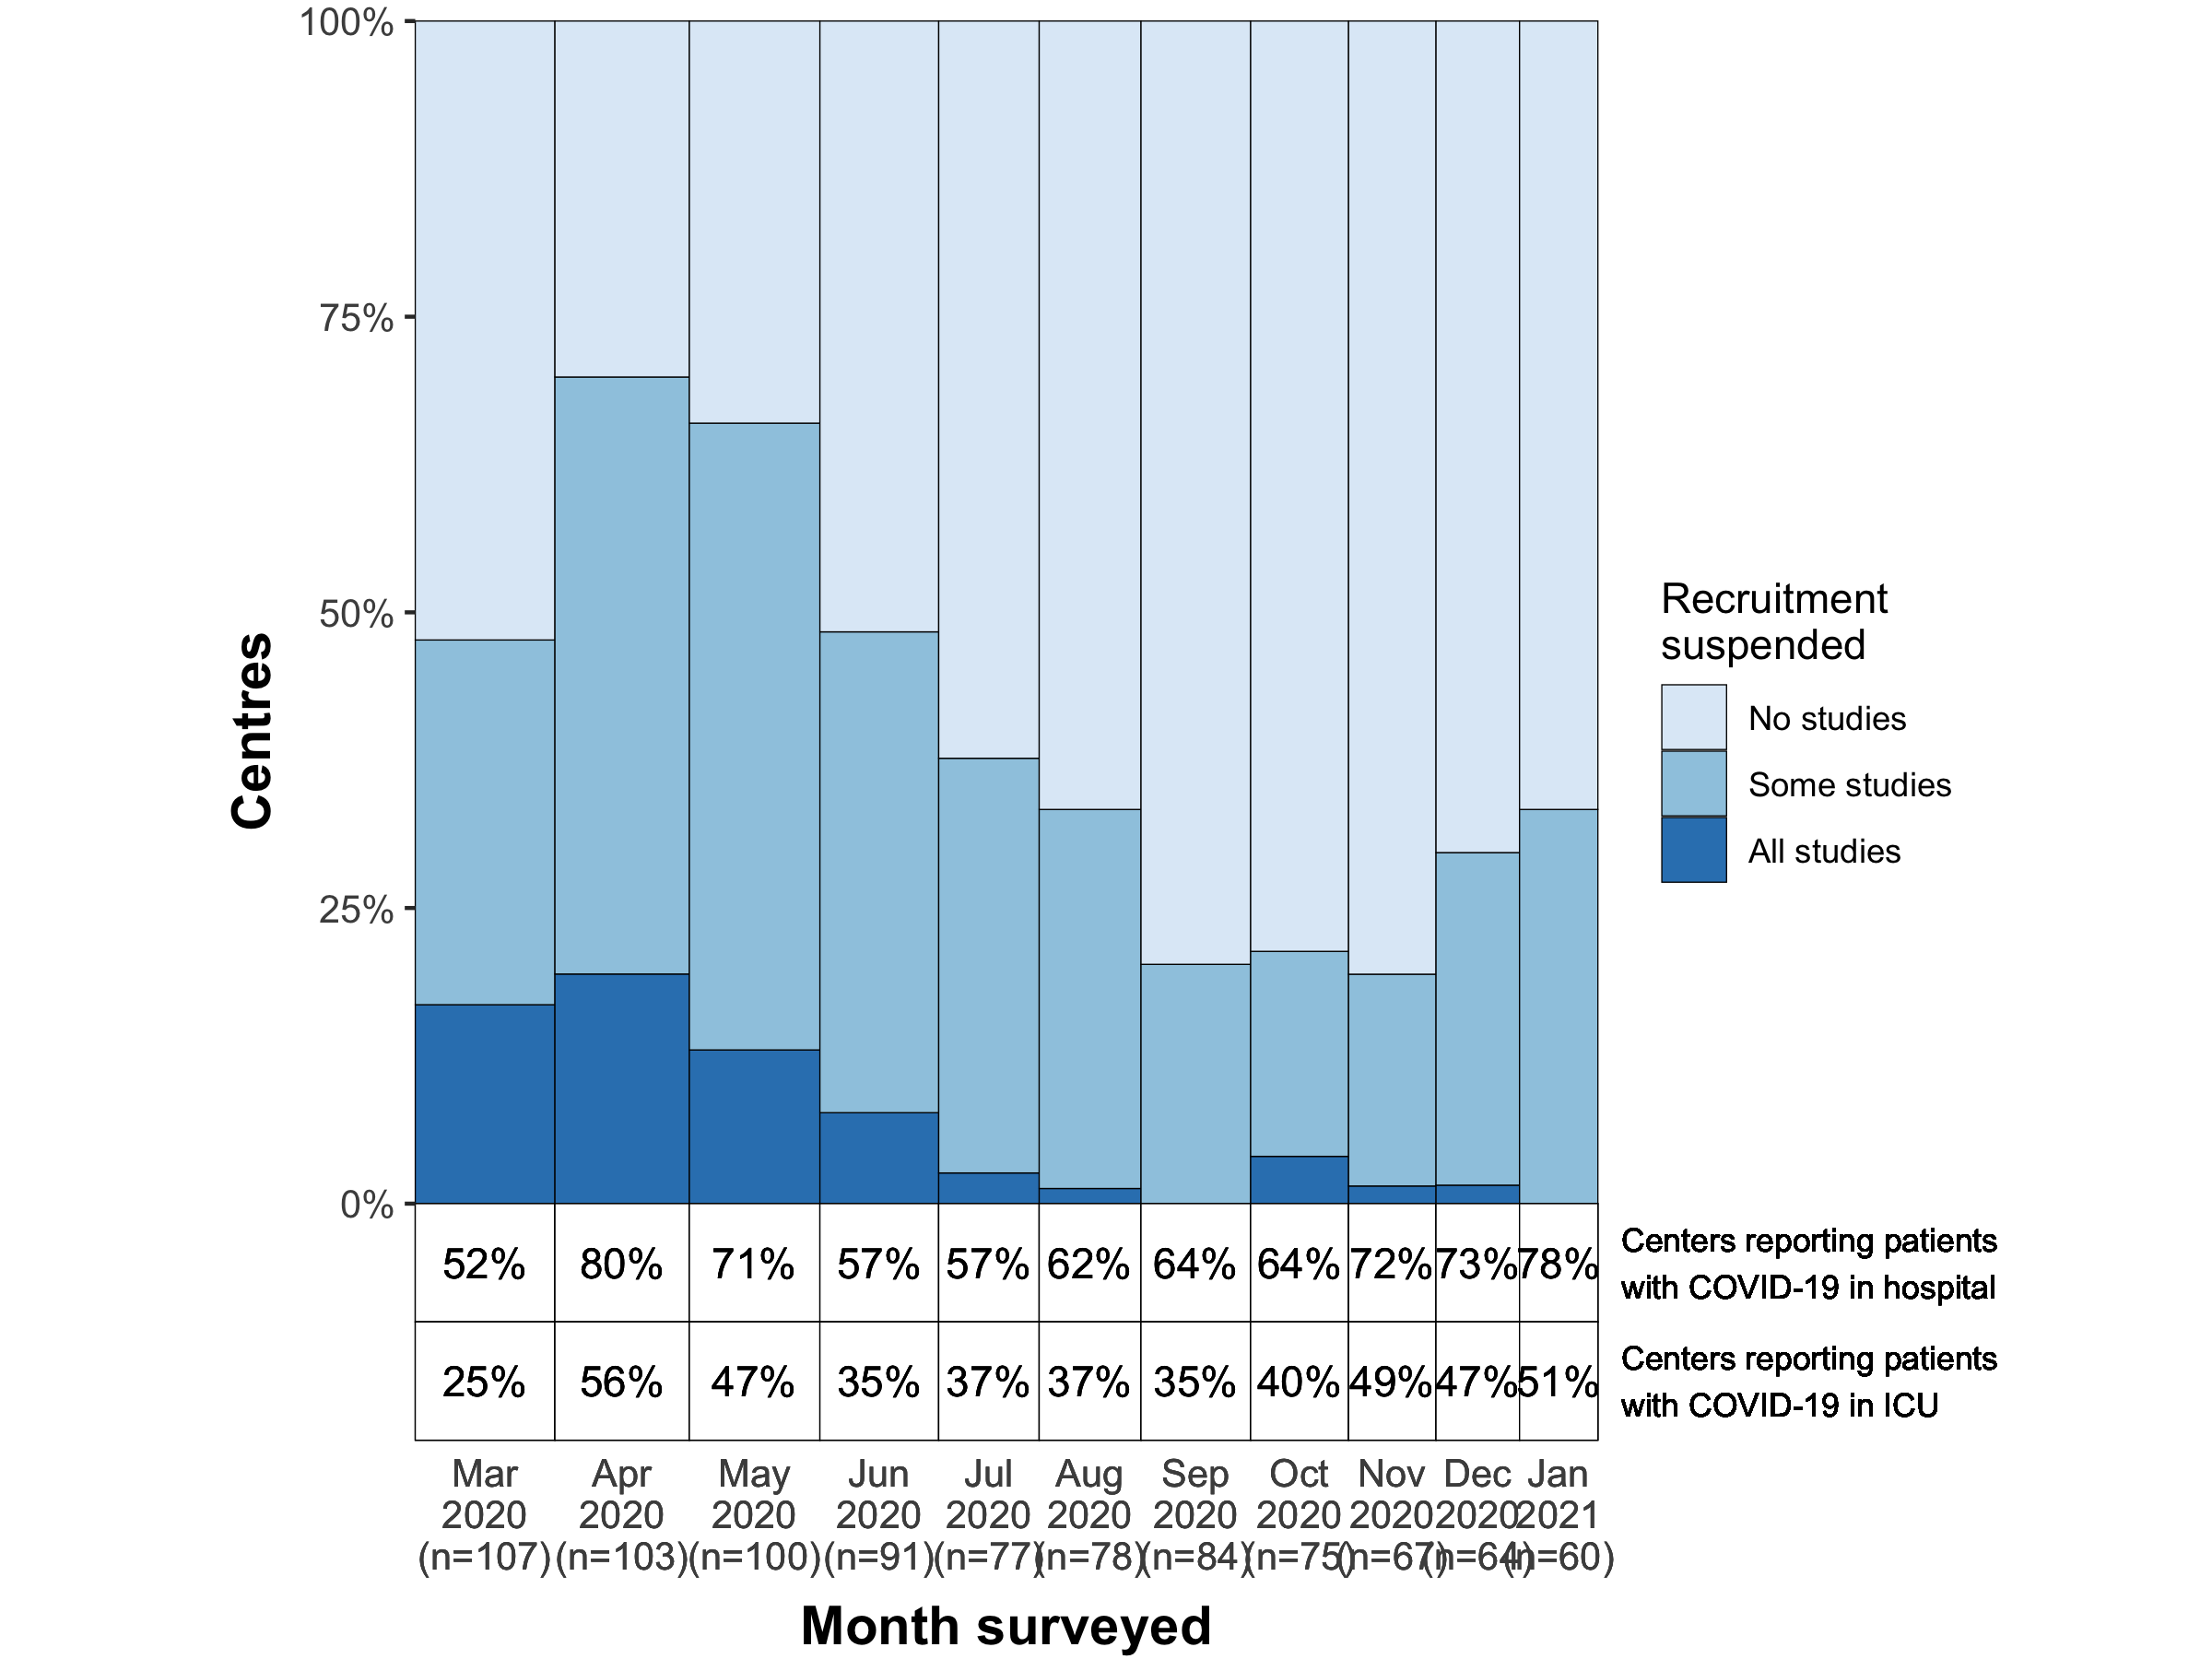 100%
75%
50%
25%
0%
Centres
Recruitment
suspended
No studies
Some studies
All studies
52% 80% 71% 57% 57% 62% 64% 64% 72% 73% 78%
Centers reporting patients
with COVID-19 in hospital
25% 56% 47% 35% 37% 37% 35% 40% 49% 47% 51%
Centers reporting patients
with COVID-19 in ICU
Mar Apr May Jun Jul Aug Sep Oct Nov Dec Jan
2020 2020 2020 2020 2020 2020 2020 2020 2020 2020 2021
(n=107) (n=103) (n=100) (n=91) (n=77) (n=78) (n=84) (n=75) (n=67) (n=64) (n=60)
Month surveyed